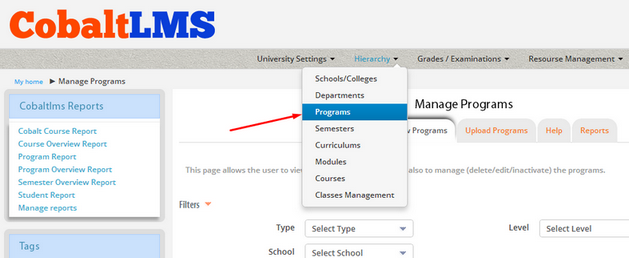 CobaltLMS
University Settings Hierarchy Grades / Examinations Resourse Management
My home Manage Programs
Schools/Colleges
Departments
Programs
Semesters
Curriculums
Modules
Courses
Classes Management
Cobaltlms Reports
Cobalt Course Report
Course Overview Report
Program Report
Program Overview Report
Semester Overview Report
Student Report
Manage reports
Tags
Manage Programs
Programs Upload Programs Help Reports
This page allows the user to also to manage (delete/edit/inactivate) the programs.
Filters
Type Select Type Level Select Level
School Select School